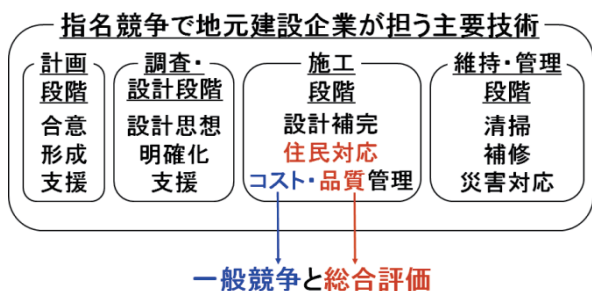 指名競争で地元建設企業が担う主要技術
計画
段階
合意
形成
支援
調査・
設計段階
設計思想
明確化
支援
施工
段階
設計補完
住民対応
コスト・品質管理
維持・管理
段階
清掃
補修
災害対応
一般競争と総合評価